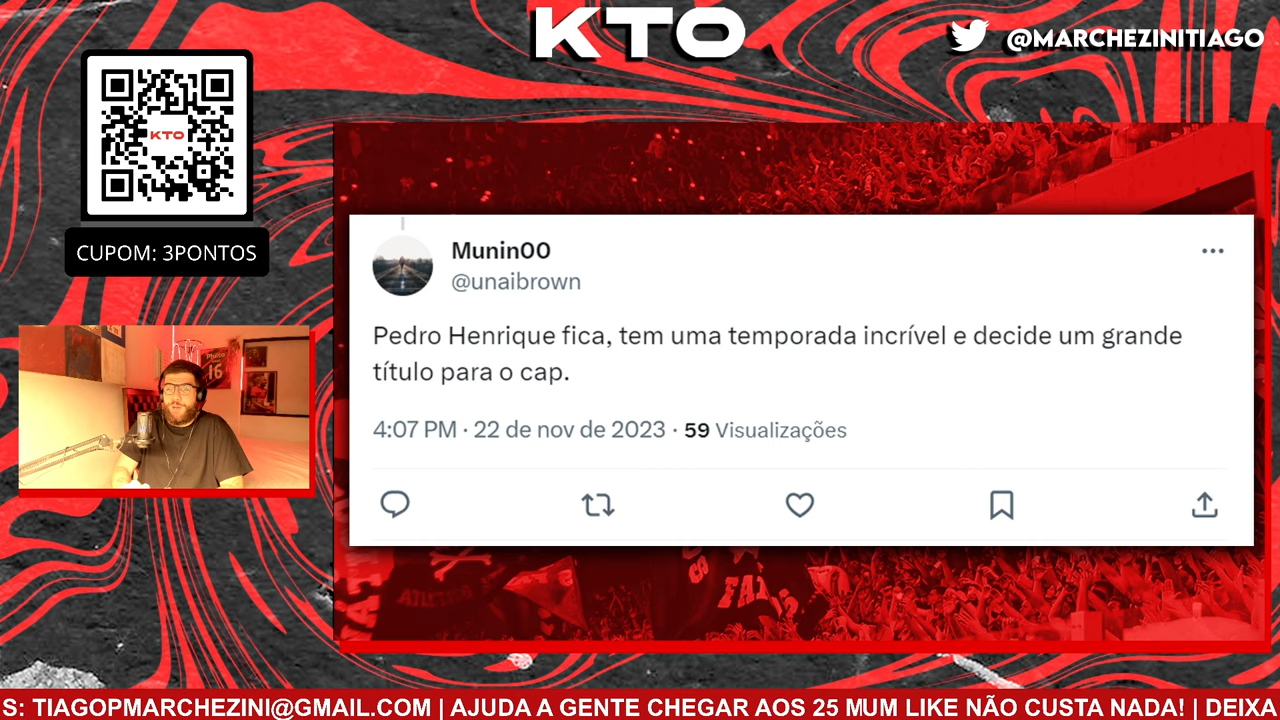 KTO
@MARCHEZINITIAGO
KTO
CUPOM: 3PONTOS
16
Munin00
@unaibrown
Pedro Henrique fica, tem uma temporada incrível e decide um grande
título para o cap.
4:07 PM · 22 de nov de 2023 · 59 Visualizações
S: TIAGOPMARCHEZINI@GMAIL.COM | AJUDA A GENTE CHEGAR AOS 25 MUM LIKE NÃO CUSTA NADA! | DEIXA